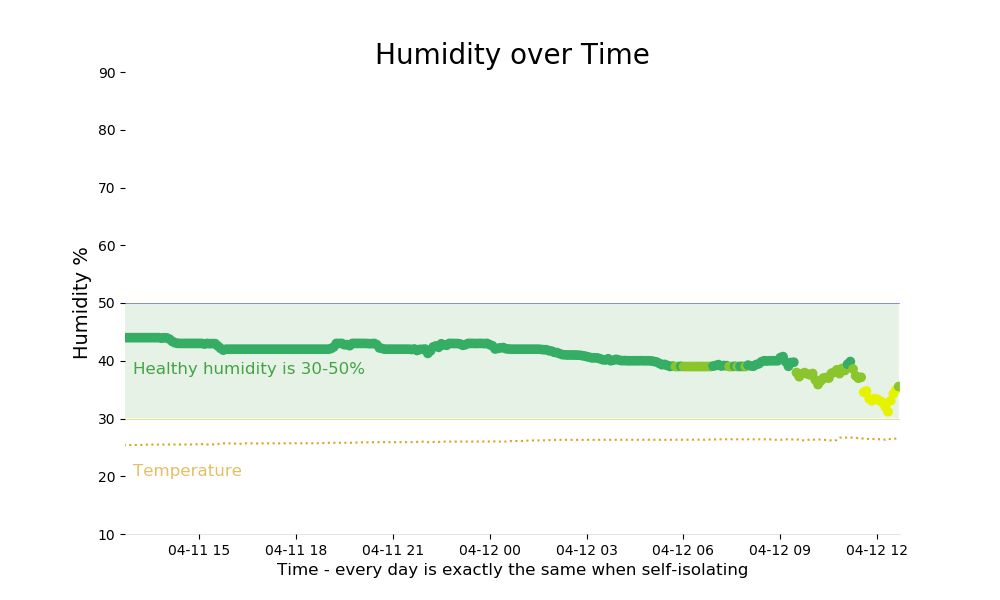 Humidity over Time
Humidity %
90
80
70
60
50
40
30
20
10
Healthy humidity is 30-50%
Temperature
04-11 15 04-11 18 04-11 21 04-12 00 04-12 03 04-12 06 04-12 09 04-12 12
Time - every day is exactly the same when self-isolating